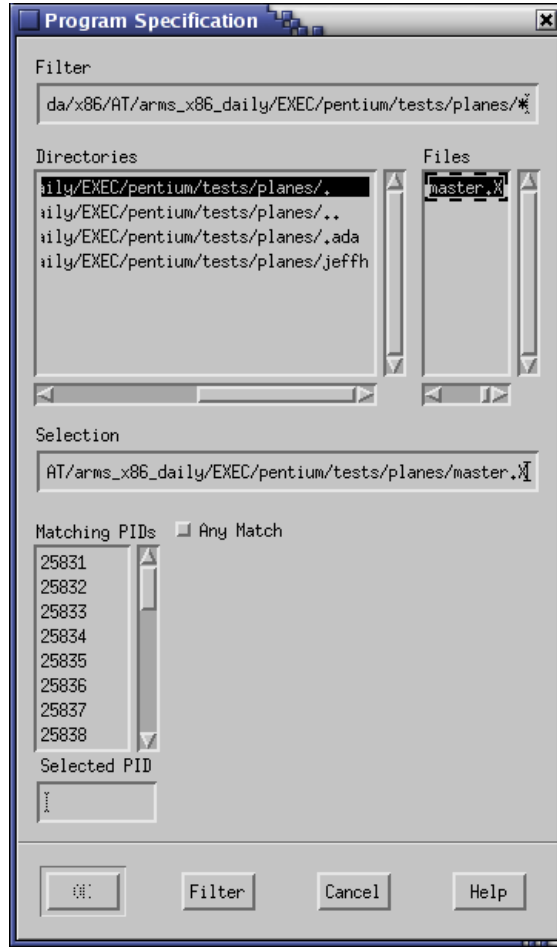 Program Specification
Filter
da/x86/AT/arms_x86_daily/EXEC/pentium/tests/planes/*
Directories
Files
aily/EXEC/pentium/tests/planes/.
aily/EXEC/pentium/tests/planes/..
aily/EXEC/pentium/tests/planes/.ada
aily/EXEC/pentium/tests/planes/jeffh
master.X
Selection
AT/arms_x86_daily/EXEC/pentium/tests/planes/master.X
Matching PIDs
Any Match
25831
25832
25833
25834
25835
25836
25837
25838
Selected PID
OK
Filter
Cancel
Help